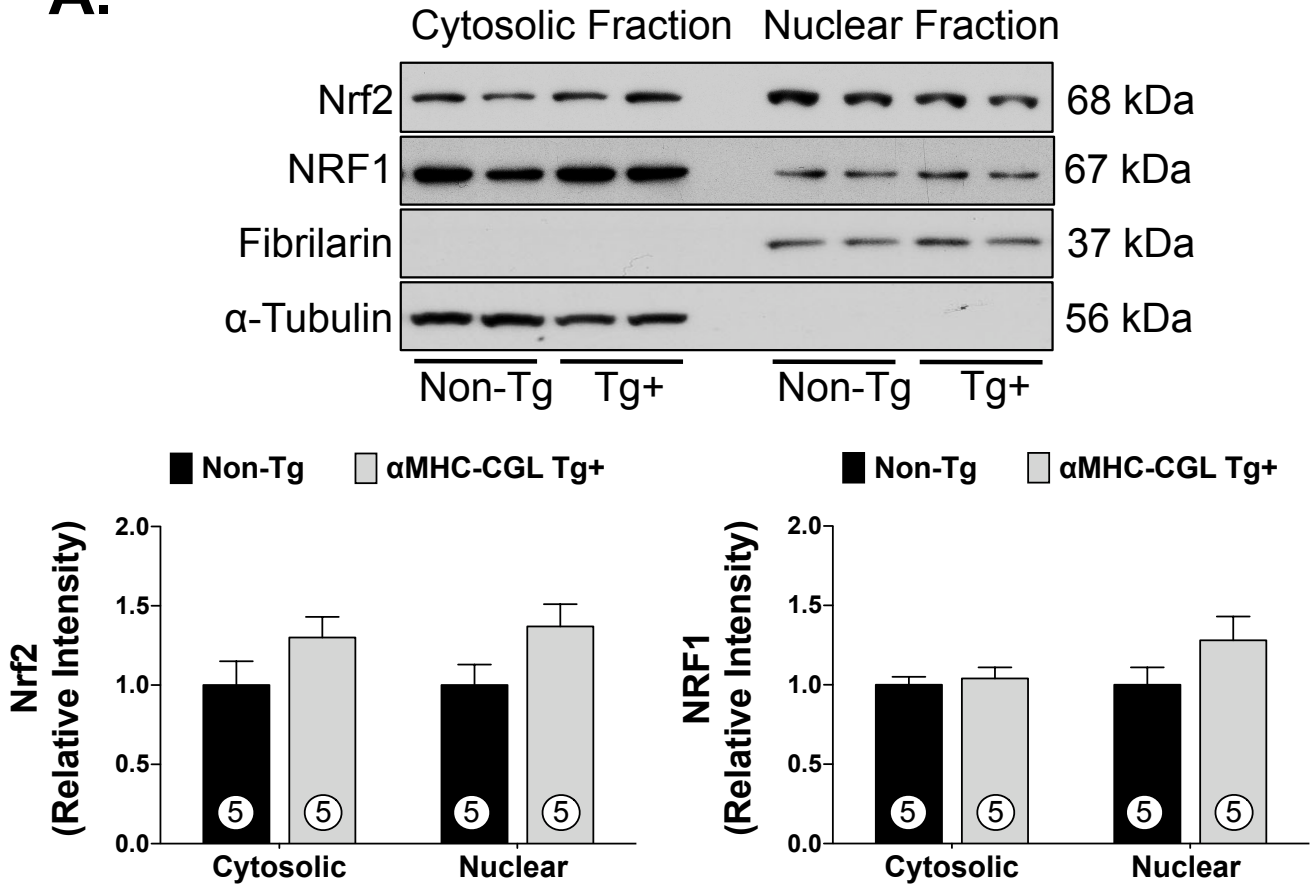 A.
Cytosolic Fraction Nuclear Fraction
Nrf2 68 kDa
NRF1 67 kDa
Fibrilarin 37 kDa
α-Tubulin 56 kDa
Non-Tg Tg+ Non-Tg Tg+
Non-Tg αMHC-CGL Tg+
Nrf2
(Relative Intensity)
2.0
1.5
1.0
0.5
0.0
5 5 5 5
Cytosolic Nuclear
Non-Tg αMHC-CGL Tg+
NRF1
(Relative Intensity)
2.0
1.5
1.0
0.5
0.0
5 5 5 5
Cytosolic Nuclear